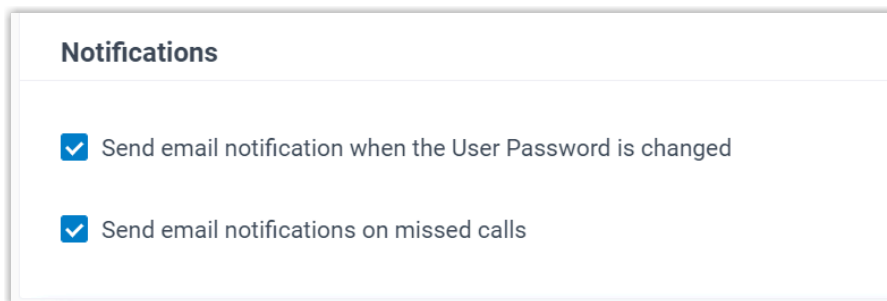 Notifications
Send email notification when the User Password is changed
Send email notifications on missed calls